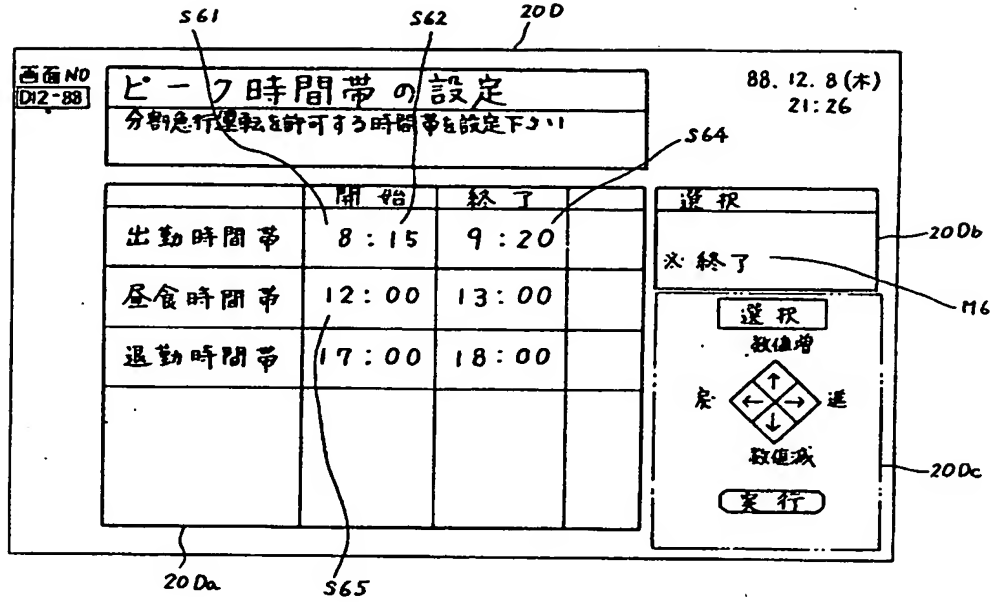 S61 S62 20D
画面NO
D12-88
ピーク時間帯の設定
分割急行運転を許可する時間帯を設定下さい
88.12.8(木)
21:26
S64
開始 終了
出勤時間帯 8:15 9:20
昼食時間帯 12:00 13:00
退勤時間帯 17:00 18:00
選択
※終了
20Db
M6
選択
数値増
戻 ← ↑ ↓ → 進
数値減
実行
20Dc
20Da S65